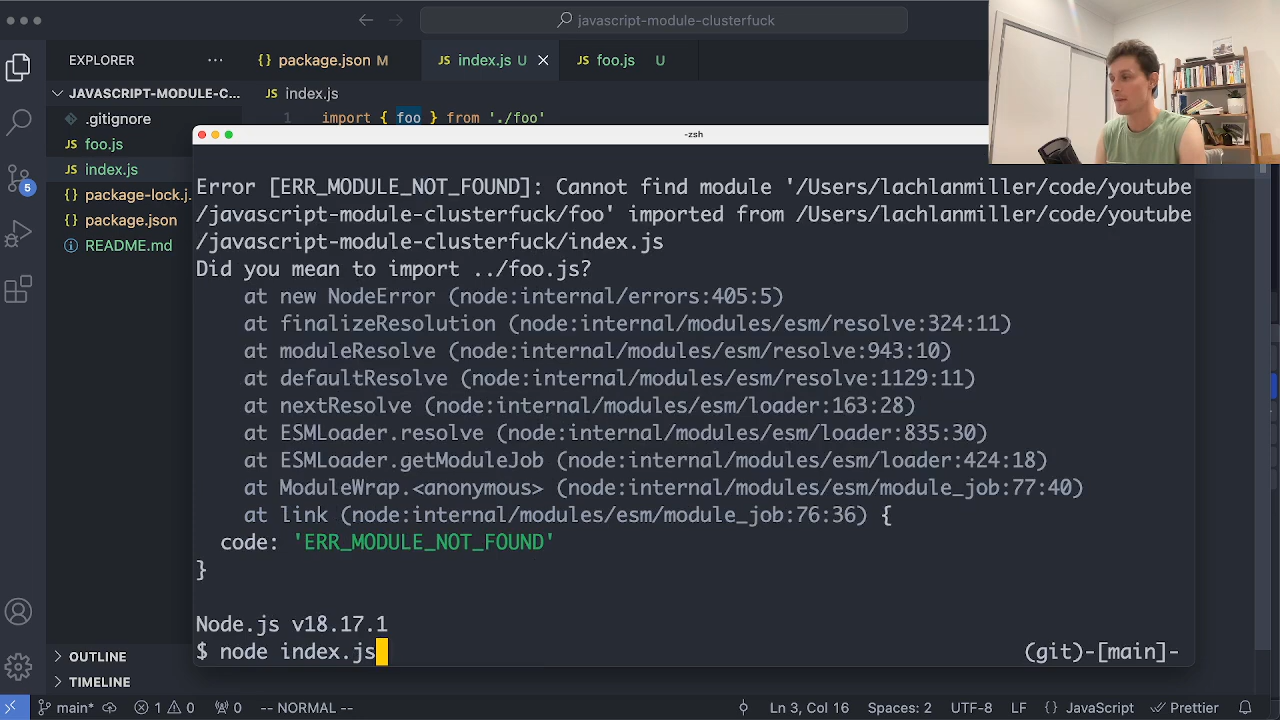 javascript-module-clusterfuck
EXPLORER
package.json M
index.js U
foo.js U
JAVASCRIPT-MODULE-C...
index.js
.gitignore
foo.js
index.js
package-lock.j...
package.json
README.md
5
1 import { foo } from './foo'
-zsh
Error [ERR_MODULE_NOT_FOUND]: Cannot find module '/Users/lachlanmiller/code/youtube
/javascript-module-clusterfuck/foo' imported from /Users/lachlanmiller/code/youtube
/javascript-module-clusterfuck/index.js
Did you mean to import ../foo.js?
at new NodeError (node:internal/errors:405:5)
at finalizeResolution (node:internal/modules/esm/resolve:324:11)
at moduleResolve (node:internal/modules/esm/resolve:943:10)
at defaultResolve (node:internal/modules/esm/resolve:1129:11)
at nextResolve (node:internal/modules/esm/loader:163:28)
at ESMLoader.resolve (node:internal/modules/esm/loader:835:30)
at ESMLoader.getModuleJob (node:internal/modules/esm/loader:424:18)
at ModuleWrap.<anonymous> (node:internal/modules/esm/module_job:77:40)
at link (node:internal/modules/esm/module_job:76:36) {
code: 'ERR_MODULE_NOT_FOUND'
}
Node.js v18.17.1
$ node index.js
(git)-[main]-
OUTLINE
TIMELINE
main* 1 0 0 -- NORMAL -- Ln 3, Col 16 Spaces: 2 UTF-8 LF {} JavaScript Prettier